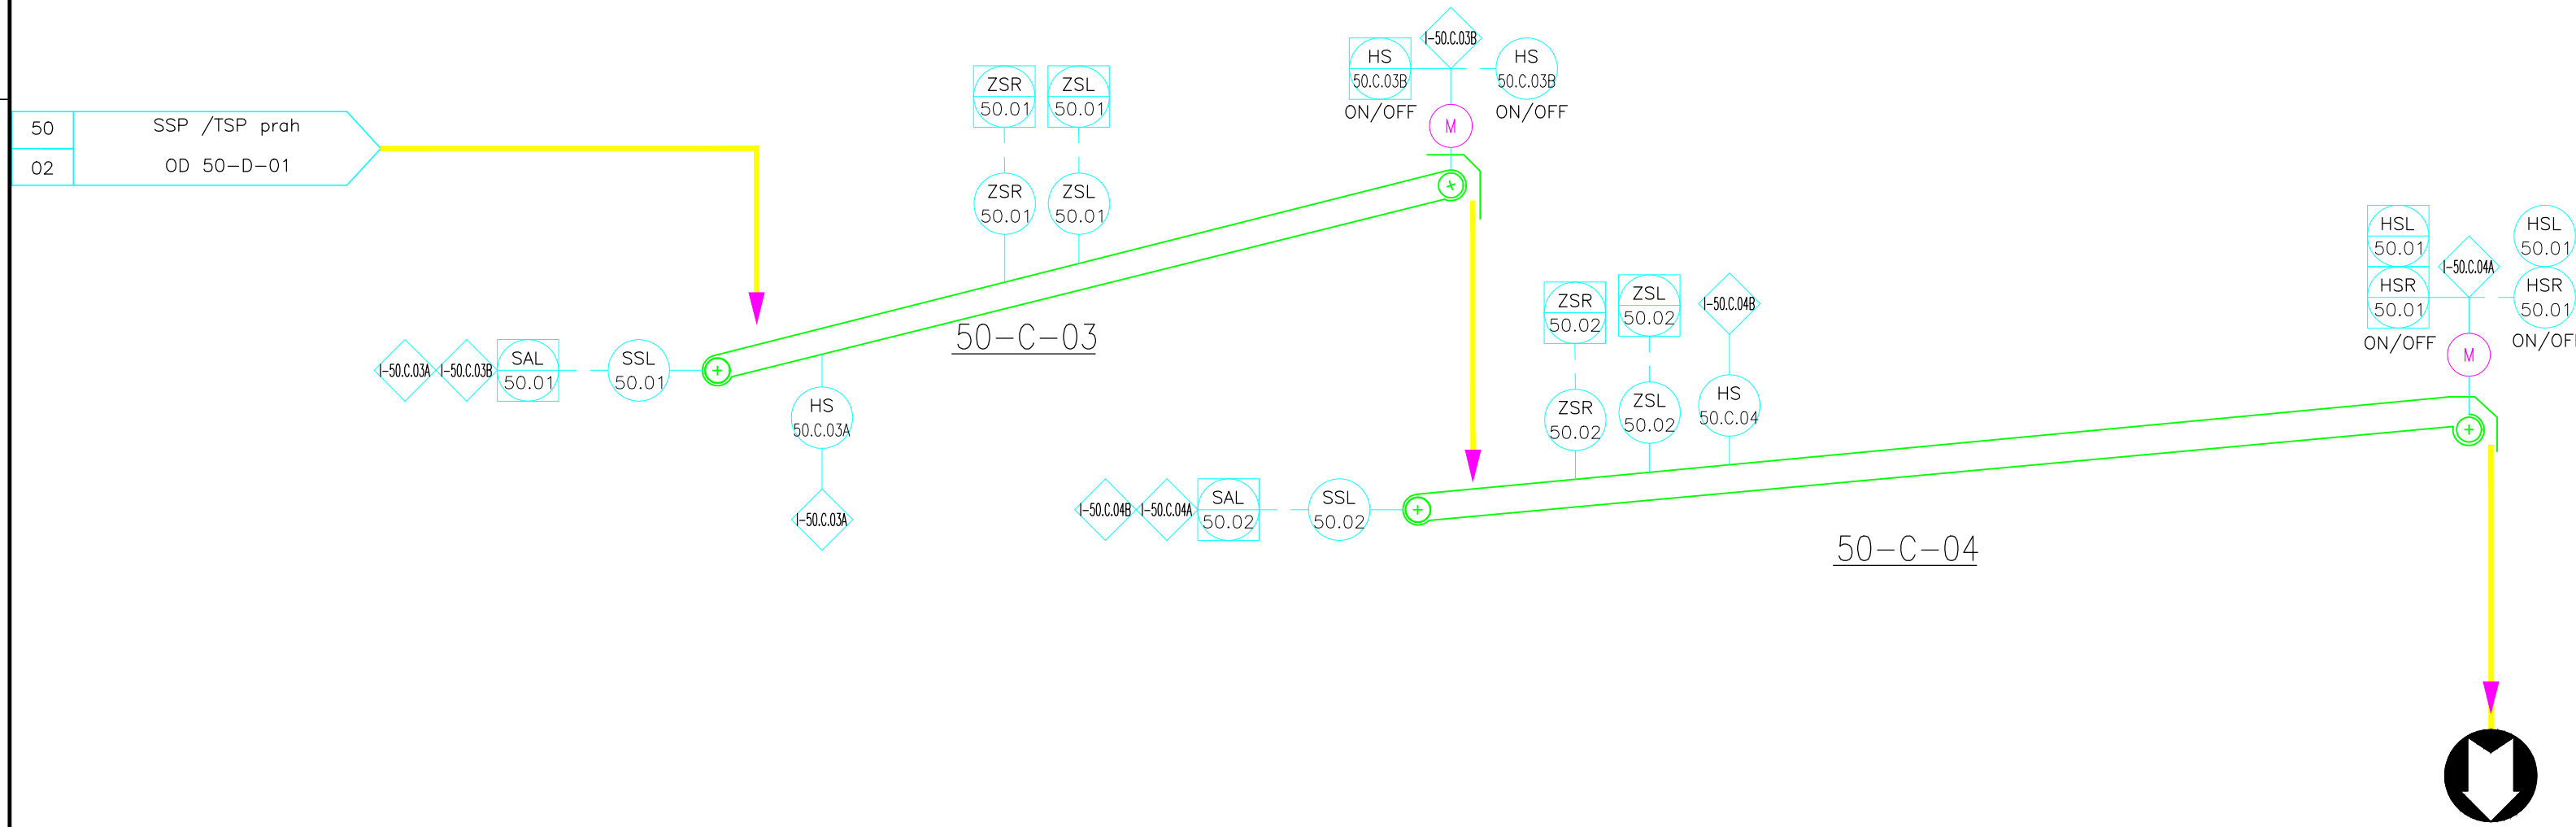 I-50.C.03B
HS
50.C.03B
ON/OFF
HS
50.C.03B
ON/OFF
M
ZSR
50.01
ZSL
50.01
50
02
SSP /TSP prah
OD 50-D-01
ZSR
50.01
ZSL
50.01
HSL
50.01
HSR
50.01
ON/OFF
I-50.C.04A
HSL
50.01
HSR
50.01
ON/OFF
M
ZSR
50.02
ZSL
50.02
I-50.C.04B
50-C-03
I-50.C.03A
I-50.C.03B
SAL
50.01
SSL
50.01
HS
50.C.03A
I-50.C.03A
ZSR
50.02
ZSL
50.02
HS
50.C.04
I-50.C.04B
I-50.C.04A
SAL
50.02
SSL
50.02
50-C-04